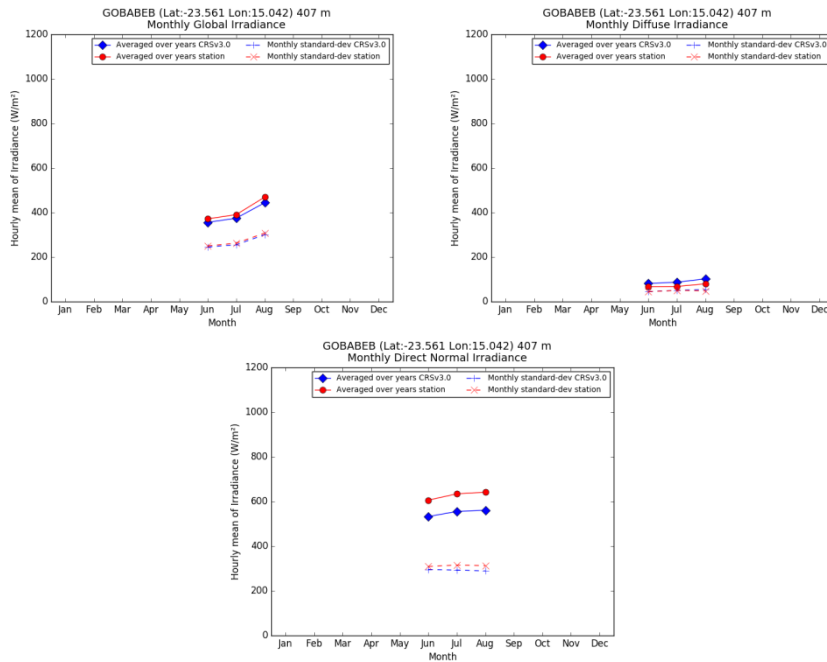 GOBABEB (Lat:-23.561 Lon:15.042) 407 m
Monthly Global Irradiance
Averaged over years CRSv3.0
Averaged over years station
Monthly standard-dev CRSv3.0
Monthly standard-dev station
Hourly mean of Irradiance (W/m²)
1200
1000
800
600
400
200
0
Jan Feb Mar Apr May Jun Jul Aug Sep Oct Nov Dec
Month
GOBABEB (Lat:-23.561 Lon:15.042) 407 m
Monthly Diffuse Irradiance
Averaged over years CRSv3.0
Averaged over years station
Monthly standard-dev CRSv3.0
Monthly standard-dev station
Hourly mean of Irradiance (W/m²)
1200
1000
800
600
400
200
0
Jan Feb Mar Apr May Jun Jul Aug Sep Oct Nov Dec
Month
GOBABEB (Lat:-23.561 Lon:15.042) 407 m
Monthly Direct Normal Irradiance
Averaged over years CRSv3.0
Averaged over years station
Monthly standard-dev CRSv3.0
Monthly standard-dev station
Hourly mean of Irradiance (W/m²)
1200
1000
800
600
400
200
0
Jan Feb Mar Apr May Jun Jul Aug Sep Oct Nov Dec
Month